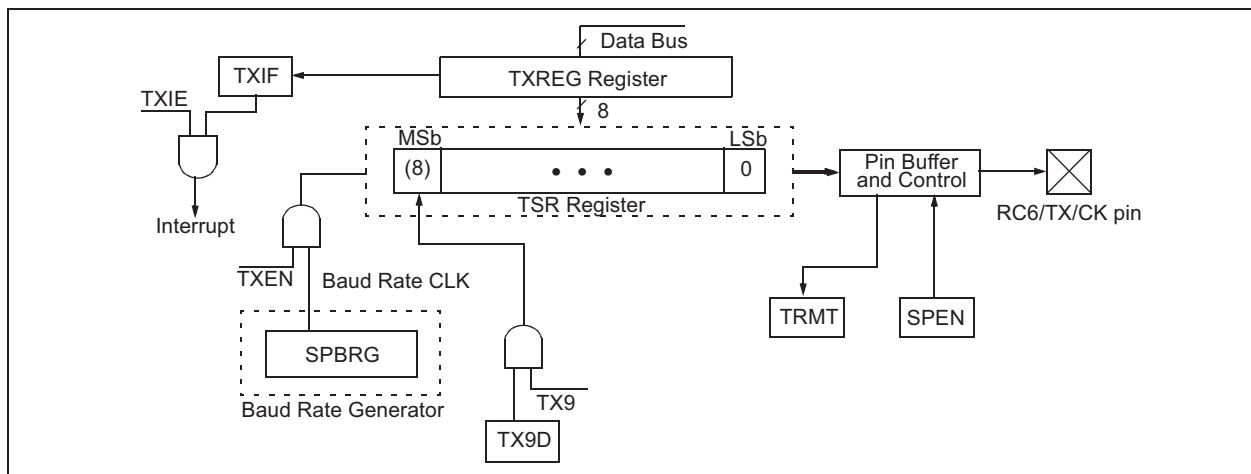 Data Bus
TXIF
TXREG Register
TXIE
8
MSb
LSb
(8)
• • •
0
Pin Buffer
and Control
TSR Register
Interrupt
RC6/TX/CK pin
TXEN
Baud Rate CLK
TRMT
SPEN
SPBRG
TX9
Baud Rate Generator
TX9D